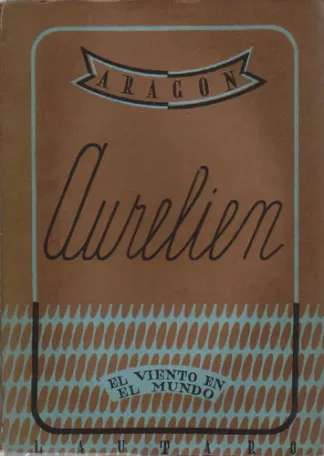 ARAGON
Aurelien
EL VIENTO EN
EL MUNDO
LAUTARO